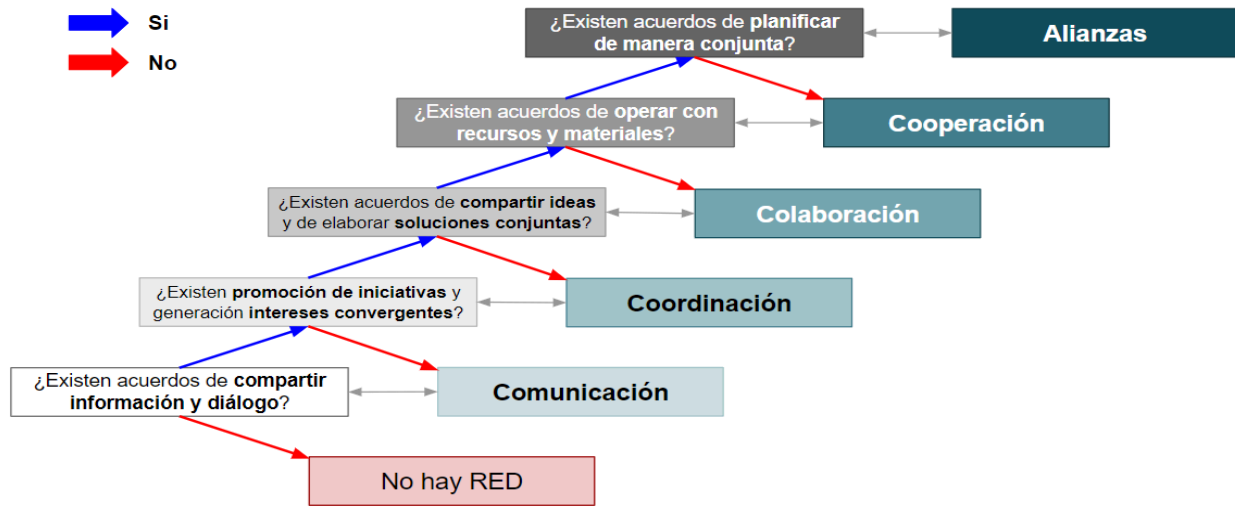 Si
No
¿Existen acuerdos de planificar
de manera conjunta?
Alianzas
¿Existen acuerdos de operar con
recursos y materiales?
Cooperación
¿Existen acuerdos de compartir ideas
y de elaborar soluciones conjuntas?
Colaboración
¿Existen promoción de iniciativas y
generación intereses convergentes?
Coordinación
¿Existen acuerdos de compartir
información y diálogo?
Comunicación
No hay RED